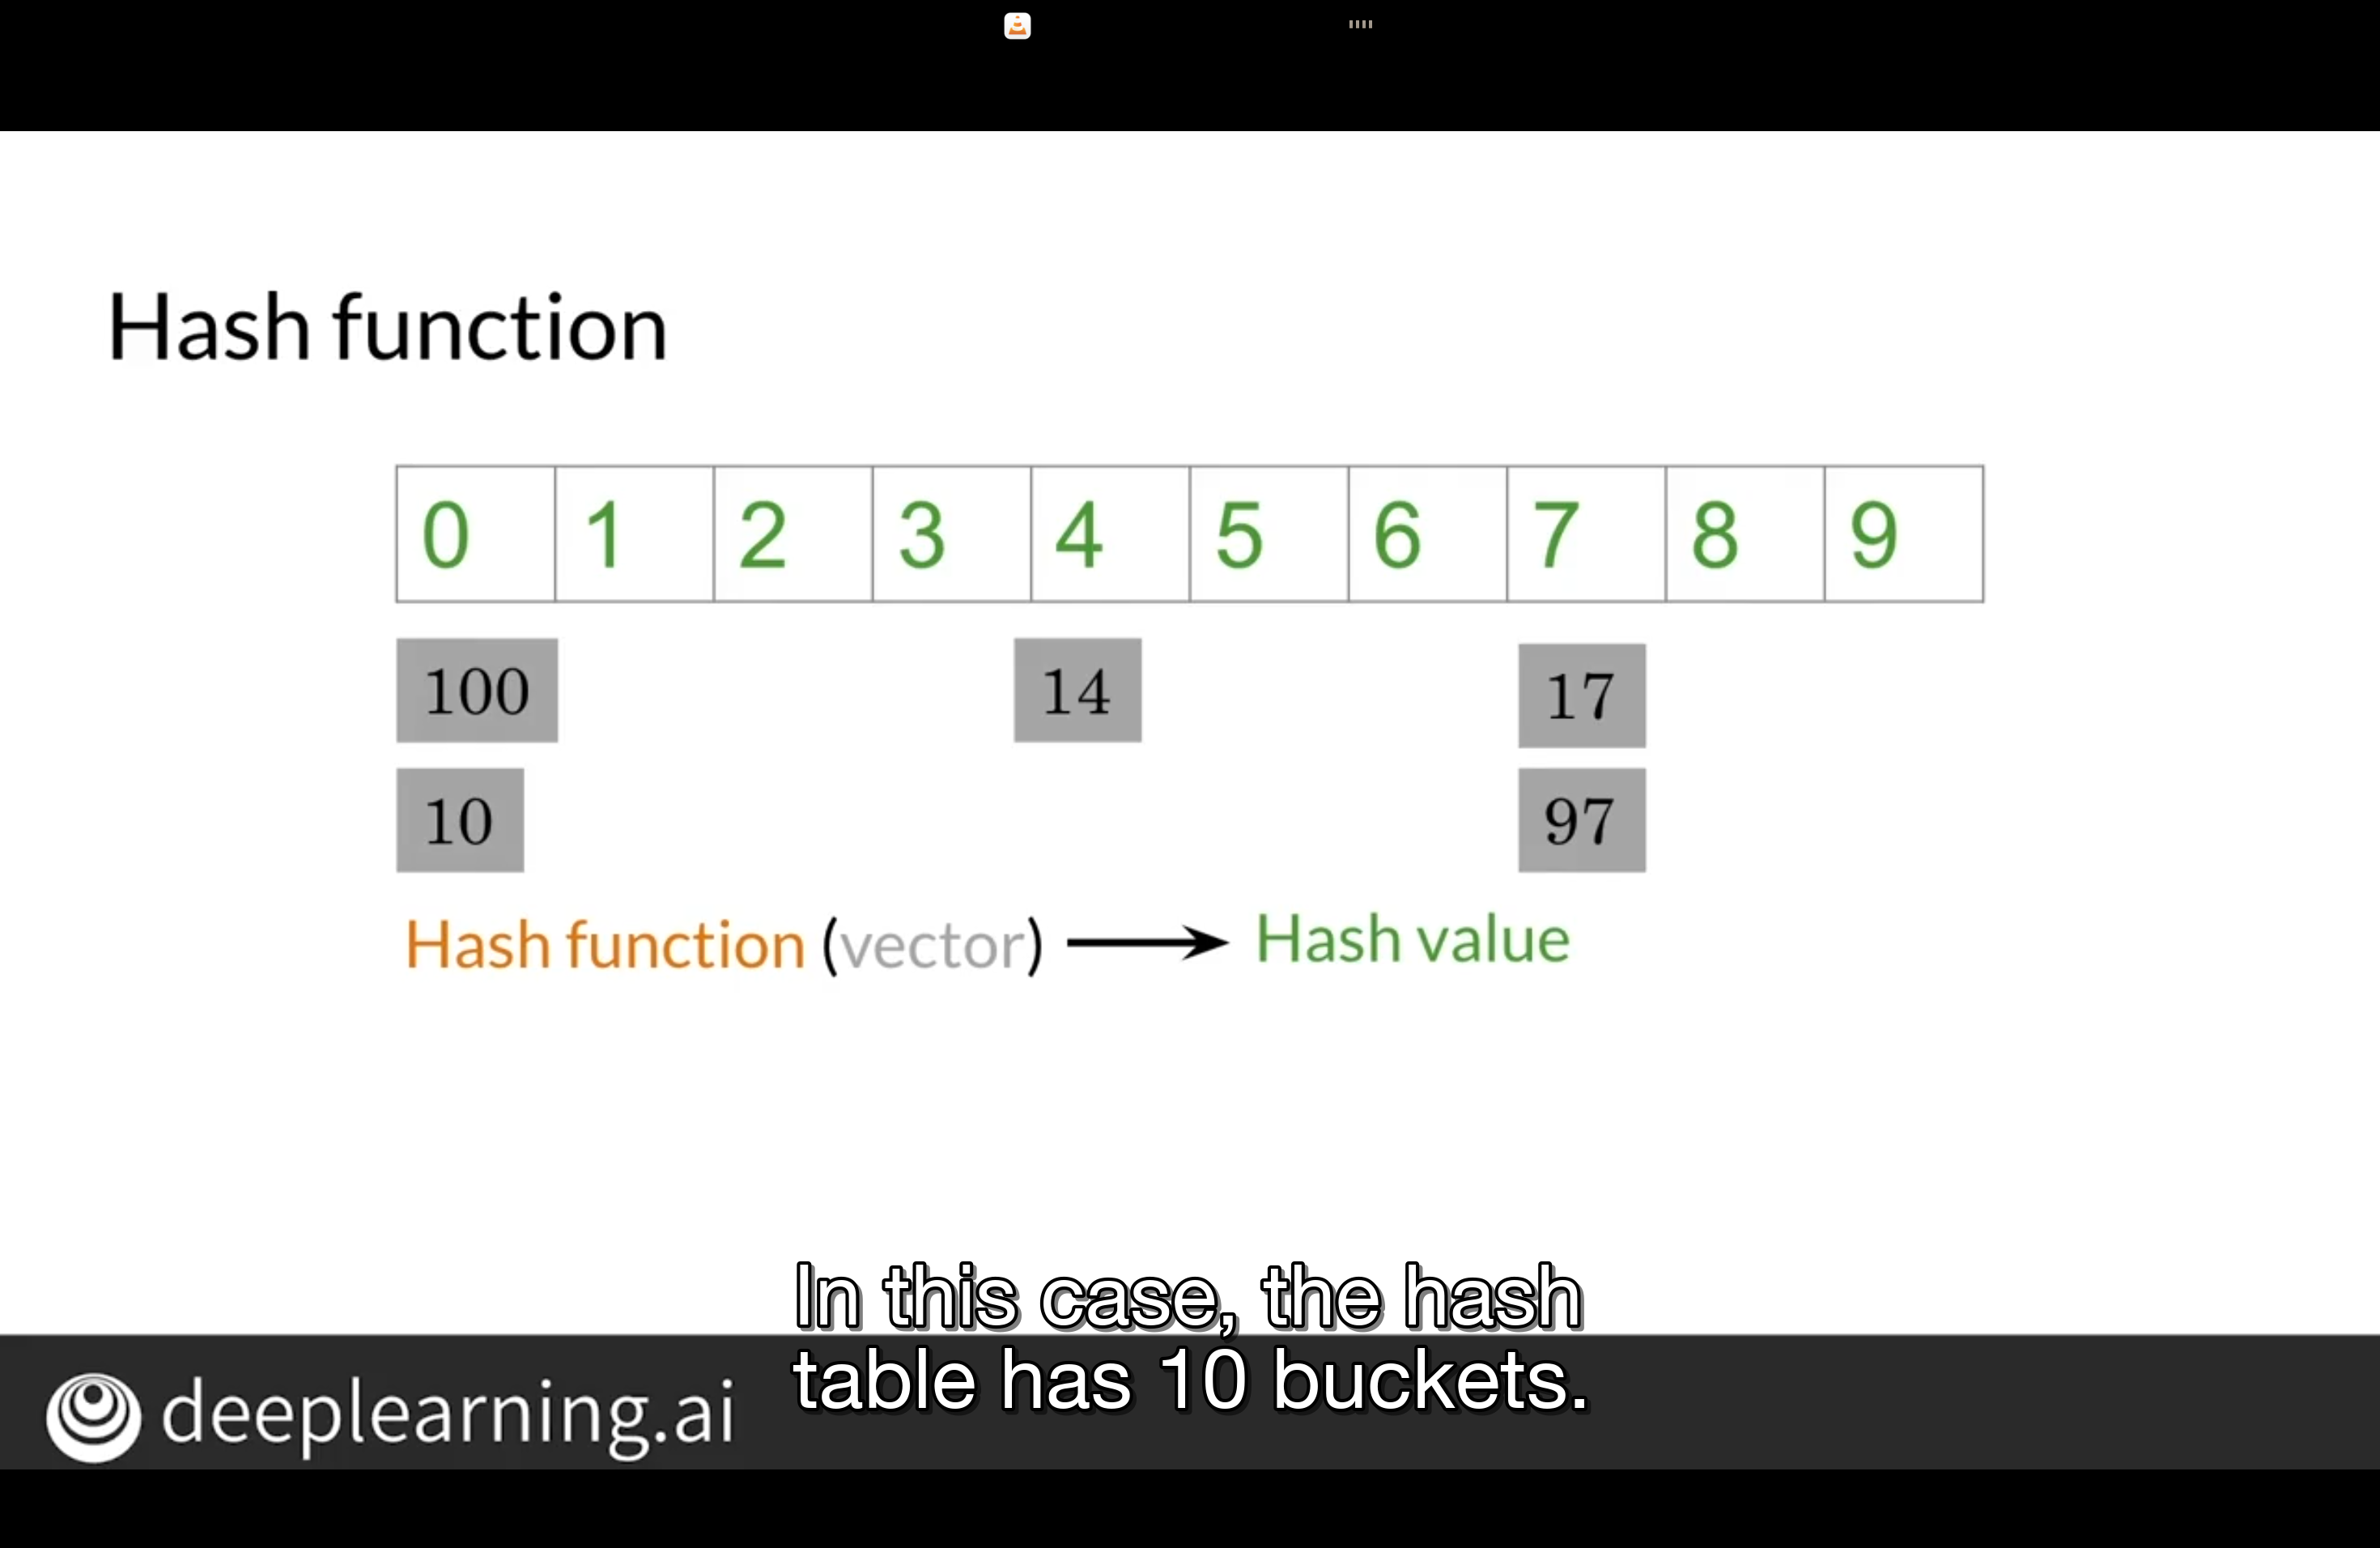 Hash function
0 1 2 3 4 5 6 7 8 9
100 14 17
10 97
Hash function (vector) → Hash value
In this case, the hash
table has 10 buckets.
deeplearning.ai